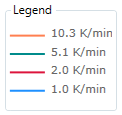 Legend
10.3 K/min
5.1 K/min
2.0 K/min
1.0 K/min